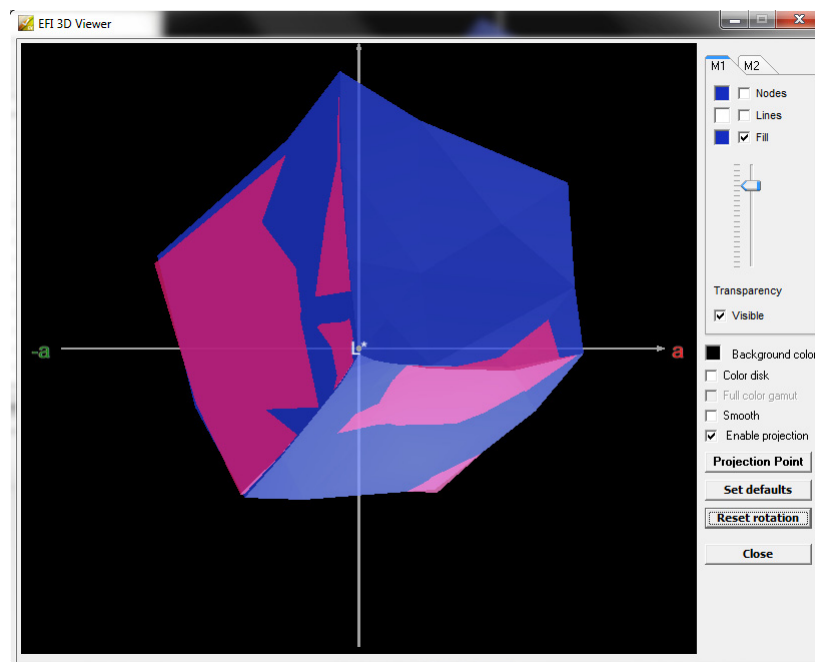 EFI 3D Viewer
M1 M2
Nodes
Lines
Fill
Transparency
Visible
L*
-a
a
Background color
Color disk
Full color gamut
Smooth
Enable projection
Projection Point
Set defaults
Reset rotation
Close